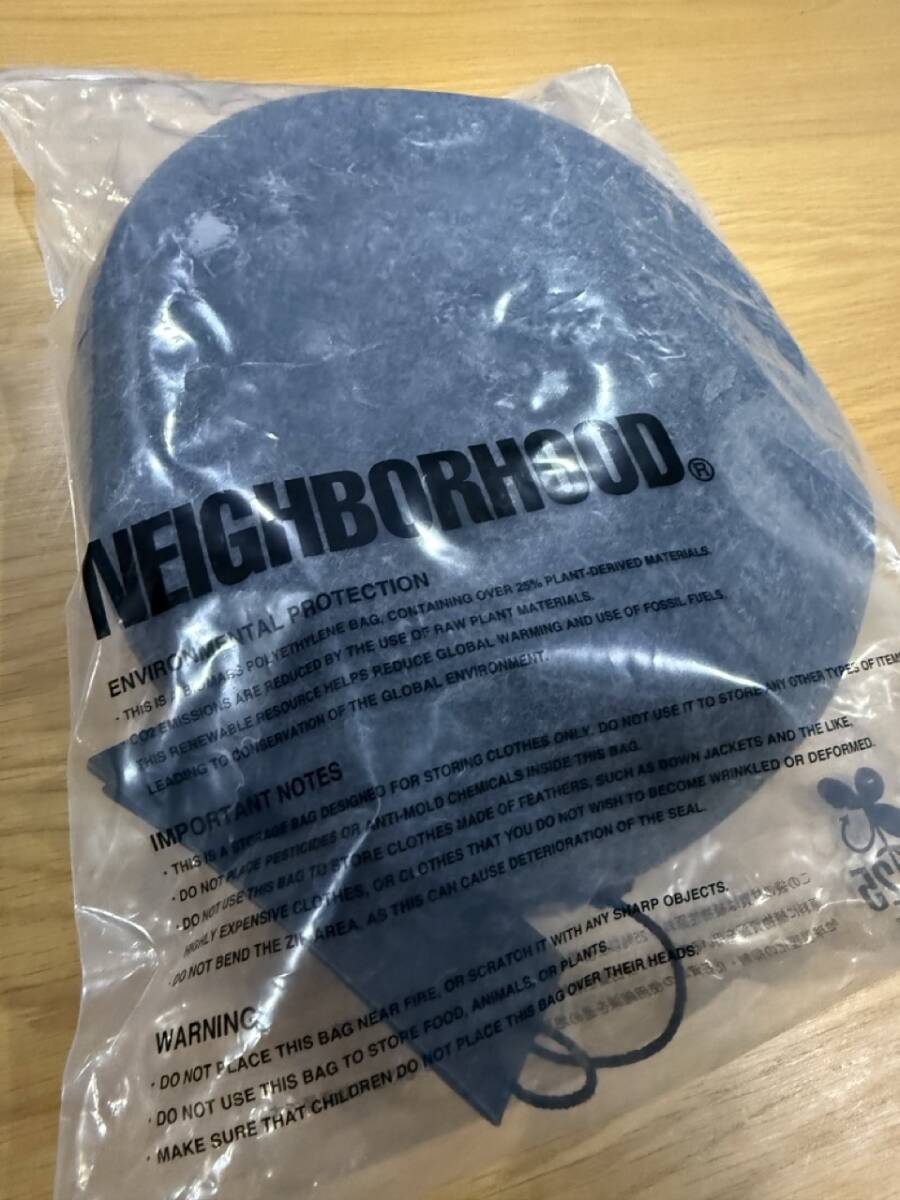 NEIGHBORHOOD®
ENVIRONMENTAL PROTECTION
· THIS IS A BIOMASS POLYETHYLENE BAG, CONTAINING OVER 25% PLANT-DERIVED MATERIALS.
CO2 EMISSIONS ARE REDUCED BY THE USE OF RAW PLANT MATERIALS.
THIS RENEWABLE RESOURCE HELPS REDUCE GLOBAL WARMING AND USE OF FOSSIL FUELS,
LEADING TO CONSERVATION OF THE GLOBAL ENVIRONMENT.
IMPORTANT NOTES
· THIS IS A STORAGE BAG DESIGNED FOR STORING CLOTHES ONLY. DO NOT USE IT TO STORE ANY OTHER TYPES OF ITEMS
· DO NOT PLACE PESTICIDES OR ANTI-MOLD CHEMICALS INSIDE THIS BAG.
· DO NOT USE THIS BAG TO STORE CLOTHES MADE OF FEATHERS, SUCH AS DOWN JACKETS AND THE LIKE,
HIGHLY EXPENSIVE CLOTHES, OR CLOTHES THAT YOU DO NOT WISH TO BECOME WRINKLED OR DEFORMED.
· DO NOT BEND THE ZIP AREA, AS THIS CAN CAUSE DETERIORATION OF THE SEAL.
WARNING
· DO NOT PLACE THIS BAG NEAR FIRE, OR SCRATCH IT WITH ANY SHARP OBJECTS.
· DO NOT USE THIS BAG TO STORE FOOD, ANIMALS, OR PLANTS.
· MAKE SURE THAT CHILDREN DO NOT PLACE THIS BAG OVER THEIR HEADS.
25